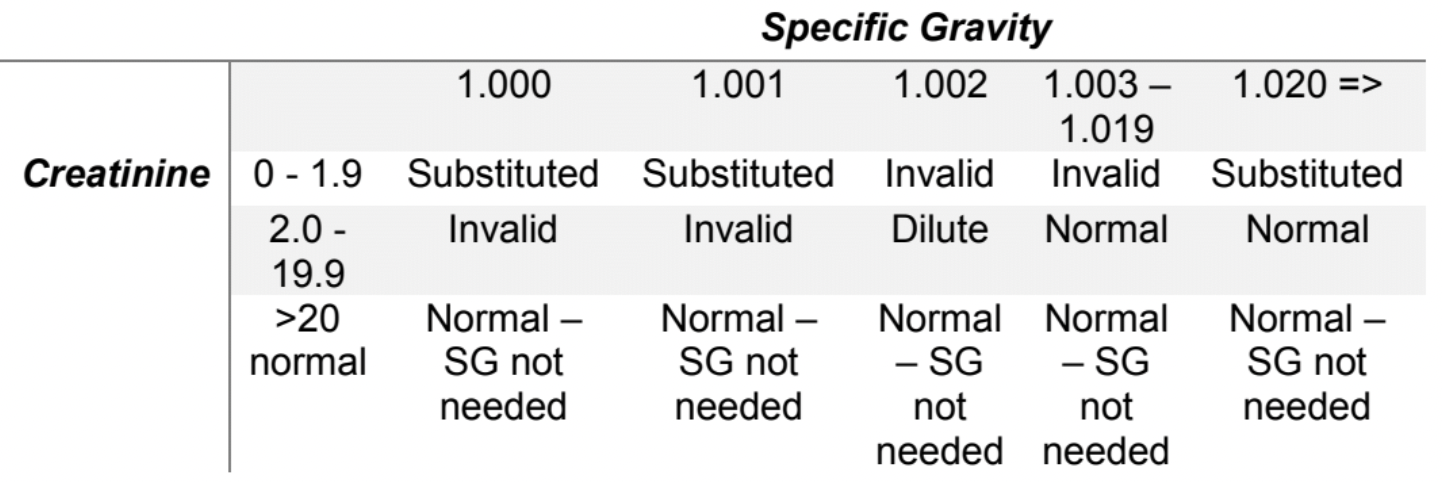 Specific Gravity
1.000 1.001 1.002 1.003 – 1.020 =>
1.019
Creatinine 0 - 1.9 Substituted Substituted Invalid Invalid Substituted
2.0 - Invalid Invalid Dilute Normal Normal
19.9
>20 Normal – Normal – Normal Normal Normal –
normal SG not SG not – SG – SG SG not
needed needed not not needed
needed needed